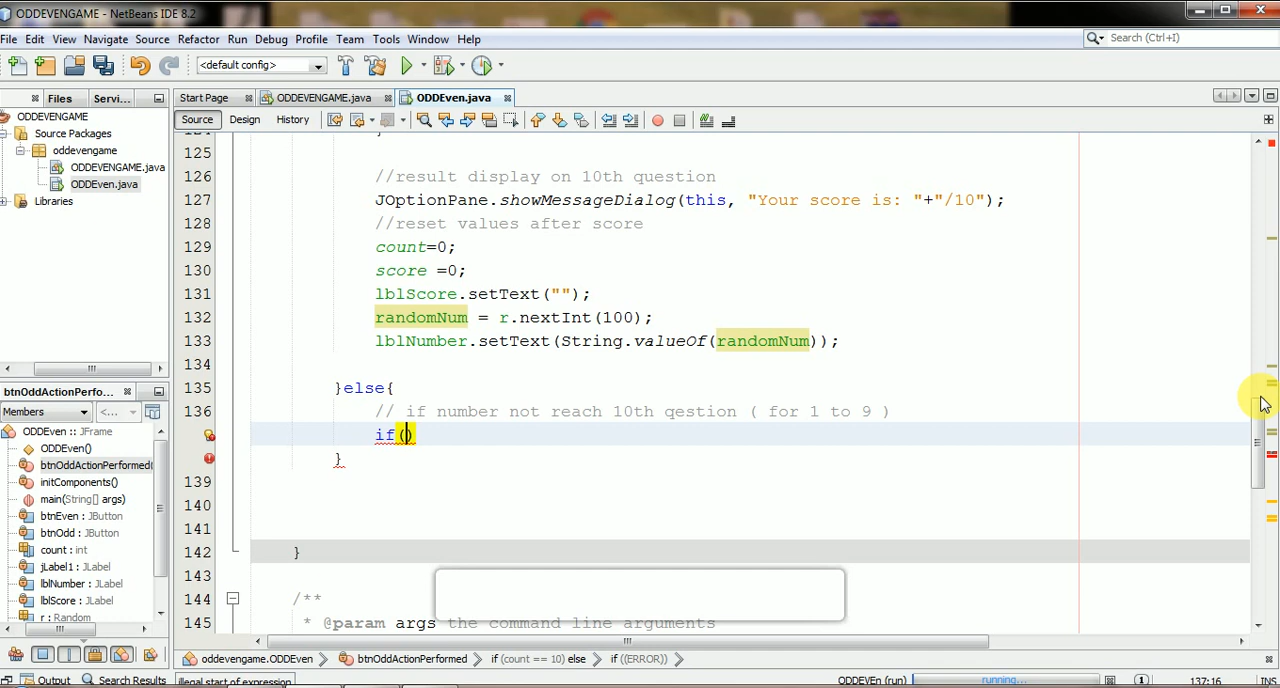 ODDEVENGAME - NetBeans IDE 8.2
File Edit View Navigate Source Refactor Run Debug Profile Team Tools Window Help
Search (Ctrl+I)
<default config>
Files Servi...
Start Page ODDEVENGAME.java ODDEven.java
Source Design History
ODDEVENGAME
Source Packages
oddevengame
ODDEVENGAME.java
ODDEven.java
Libraries
125
126 //result display on 10th question
127 JOptionPane.showMessageDialog(this, "Your score is: "+"/10");
128 //reset values after score
129 count=0;
130 score =0;
131 lblScore.setText("");
132 randomNum = r.nextInt(100);
133 lblNumber.setText(String.valueOf(randomNum));
134
135 }else{
136 // if number not reach 10th qestion ( for 1 to 9 )
if()
}
139
140
141
142 }
143
144 /**
145 * @param args the command line arguments
btnOddActionPerfo...
Members <...
ODDEven :: JFrame
ODDEven()
btnOddActionPerformed(
initComponents()
main(String[] args)
btnEven : JButton
btnOdd : JButton
count : int
jLabel1 : JLabel
lblNumber : JLabel
lblScore : JLabel
r : Random
oddevengame.ODDEven btnOddActionPerformed if (count == 10) else if ((ERROR))
Output Search Results illegal start of expression ODDEVEn (run) running... 1 137:16 INS